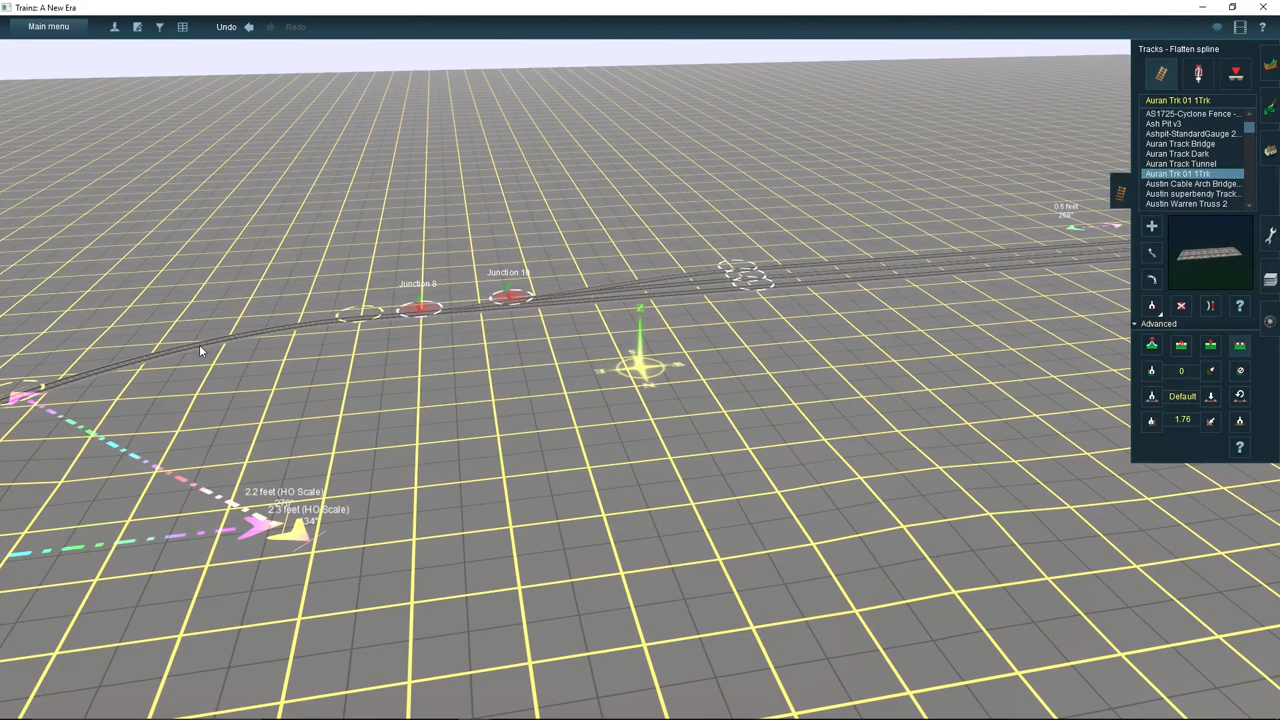 Trainz: A New Era
Main menu
Undo
Redo
?
Tracks - Flatten spline
Auran Trk 01 1Trk
AS1725-Cyclone Fence -...
Ash Pit v3
Ashpit-StandardGauge 2...
Auran Track Bridge
Auran Track Dark
Auran Track Tunnel
Auran Trk 01 1Trk
Austin Cable Arch Bridge...
Austin superbendy Track...
Austin Warren Truss 2
?
Advanced
0
Default
1.76
?
0.6 feet
Junction 10
Junction 8
2.2 feet (HO Scale)
2.3 feet (HO Scale)